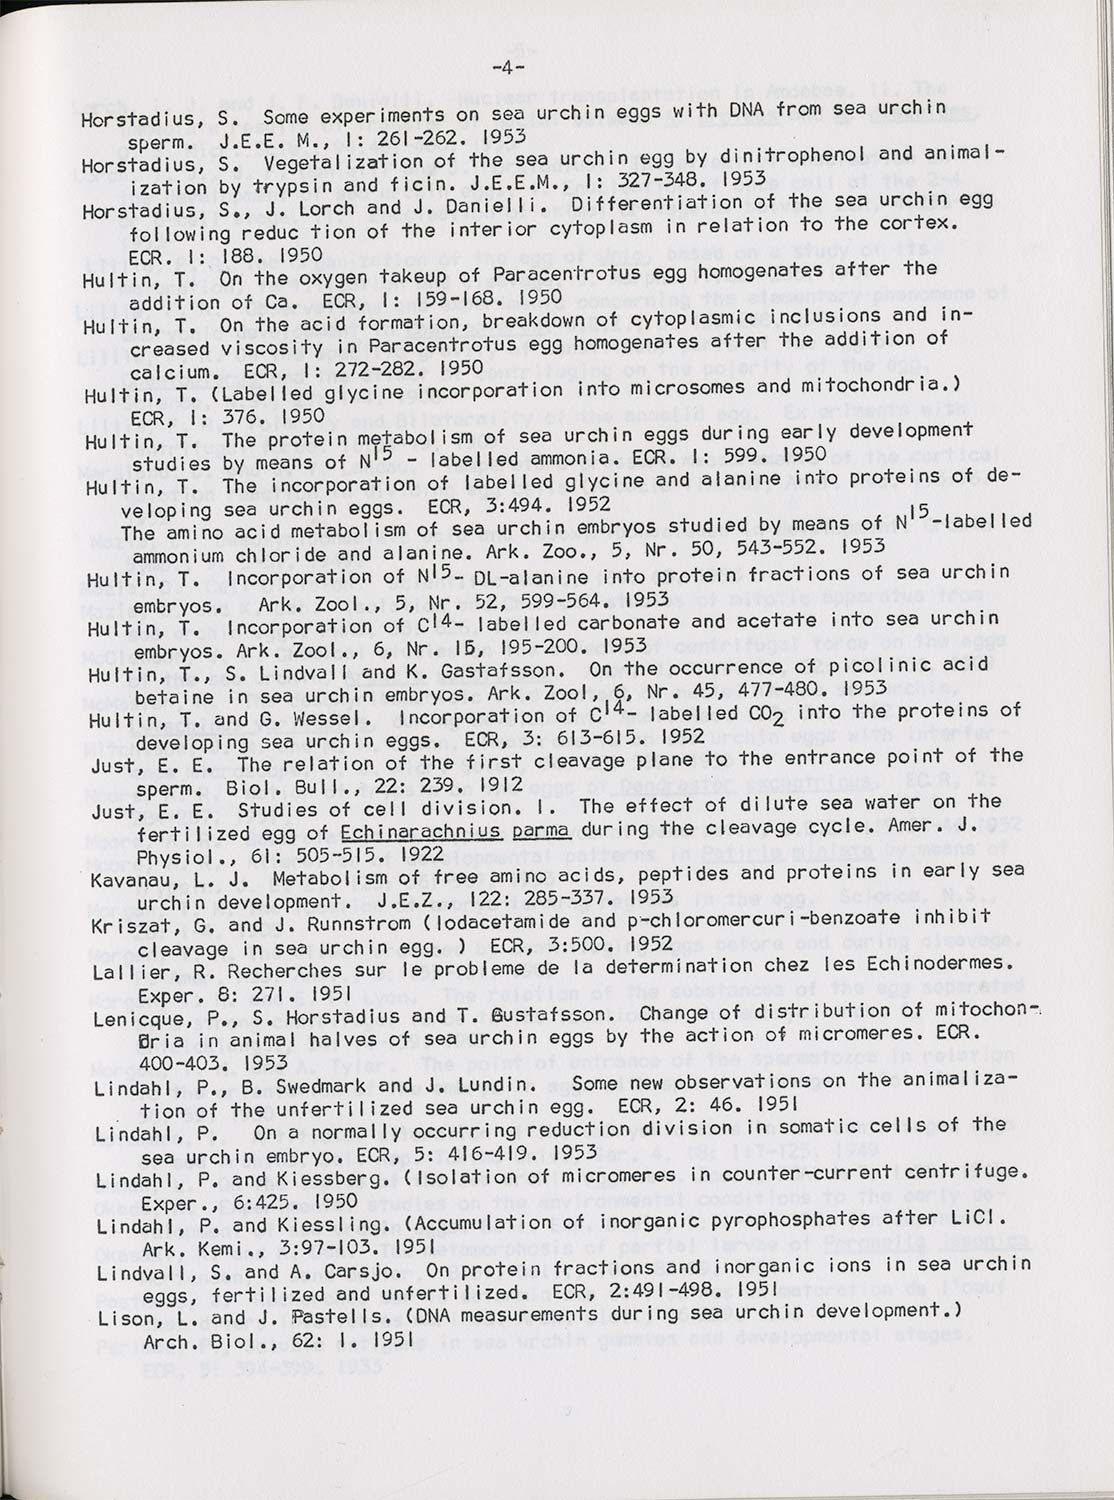 -4-
Horstadius, S. Some experiments on sea urchin eggs with DNA from sea urchin
sperm. J.E.E. M., 1: 261-262. 1953
Horstadius, S. Vegetalization of the sea urchin egg by dinitrophenol and animal-
ization by trypsin and ficin. J.E.E.M., 1: 327-348. 1953
Horstadius, S., J. Lorch and J. Danielli. Differentiation of the sea urchin egg
following reduc tion of the interior cytoplasm in relation to the cortex.
ECR. 1: 188. 1950
Hultin, T. On the oxygen takeup of Paracentrotus egg homogenates after the
addition of Ca. ECR, 1: 159-168. 1950
Hultin, T. On the acid formation, breakdown of cytoplasmic inclusions and in-
creased viscosity in Paracentrotus egg homogenates after the addition of
calcium. ECR, 1: 272-282. 1950
Hultin, T. (Labelled glycine incorporation into microsomes and mitochondria.)
ECR, 1: 376. 1950
Hultin, T. The protein metabolism of sea urchin eggs during early development
studies by means of N15 - labelled ammonia. ECR. 1: 599. 1950
Hultin, T. The incorporation of labelled glycine and alanine into proteins of de-
veloping sea urchin eggs. ECR, 3:494. 1952
The amino acid metabolism of sea urchin embryos studied by means of N15-labelled
ammonium chloride and alanine. Ark. Zoo., 5, Nr. 50, 543-552. 1953
Hultin, T. Incorporation of N15- DL-alanine into protein fractions of sea urchin
embryos. Ark. Zool., 5, Nr. 52, 599-564. 1953
Hultin, T. Incorporation of C14- labelled carbonate and acetate into sea urchin
embryos. Ark. Zool., 6, Nr. 15, 195-200. 1953
Hultin, T., S. Lindvall and K. Gastafsson. On the occurrence of picolinic acid
betaine in sea urchin embryos. Ark. Zool, 6, Nr. 45, 477-480. 1953
Hultin, T. and G. Wessel. Incorporation of C14- labelled CO2 into the proteins of
developing sea urchin eggs. ECR, 3: 613-615. 1952
Just, E. E. The relation of the first cleavage plane to the entrance point of the
sperm. Biol. Bull., 22: 239. 1912
Just, E. E. Studies of cell division. I. The effect of dilute sea water on the
fertilized egg of Echinarachnius parma during the cleavage cycle. Amer. J.
Physiol., 61: 505-515. 1922
Kavanau, L. J. Metabolism of free amino acids, peptides and proteins in early sea
urchin development. J.E.Z., 122: 285-337. 1953
Kriszat, G. and J. Runnstrom (Iodacetamide and p-chloromercuri-benzoate inhibit
cleavage in sea urchin egg. ) ECR, 3:500. 1952
Lallier, R. Recherches sur le probleme de la determination chez les Echinodermes.
Exper. 8: 271. 1951
Lenicque, P., S. Horstadius and T. Gustafsson. Change of distribution of mitochon-
dria in animal halves of sea urchin eggs by the action of micromeres. ECR.
400-403. 1953
Lindahl, P., B. Swedmark and J. Lundin. Some new observations on the animaliza-
tion of the unfertilized sea urchin egg. ECR, 2: 46. 1951
Lindahl, P. On a normally occurring reduction division in somatic cells of the
sea urchin embryo. ECR, 5: 416-419. 1953
Lindahl, P. and Kiessberg. (Isolation of micromeres in counter-current centrifuge.
Exper., 6:425. 1950
Lindahl, P. and Kiessling. (Accumulation of inorganic pyrophosphates after LiCl.
Ark. Kemi., 3:97-103. 1951
Lindvall, S. and A. Carsjo. On protein fractions and inorganic ions in sea urchin
eggs, fertilized and unfertilized. ECR, 2:491-498. 1951
Lison, L. and J. Pastells. (DNA measurements during sea urchin development.)
Arch. Biol., 62: 1. 1951